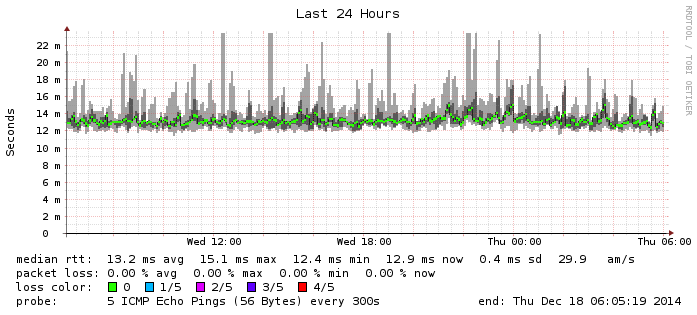 Last 24 Hours
RRDTOOL / TOBI OETIKER
Seconds
22 m
20 m
18 m
16 m
14 m
12 m
10 m
8 m
6 m
4 m
2 m
0
Wed 12:00 Wed 18:00 Thu 00:00 Thu 06:00
median rtt: 13.2 ms avg 15.1 ms max 12.4 ms min 12.9 ms now 0.4 ms sd 29.9 am/s
packet loss: 0.00 % avg 0.00 % max 0.00 % min 0.00 % now
loss color: 0 1/5 2/5 3/5 4/5
probe: 5 ICMP Echo Pings (56 Bytes) every 300s end: Thu Dec 18 06:05:19 2014